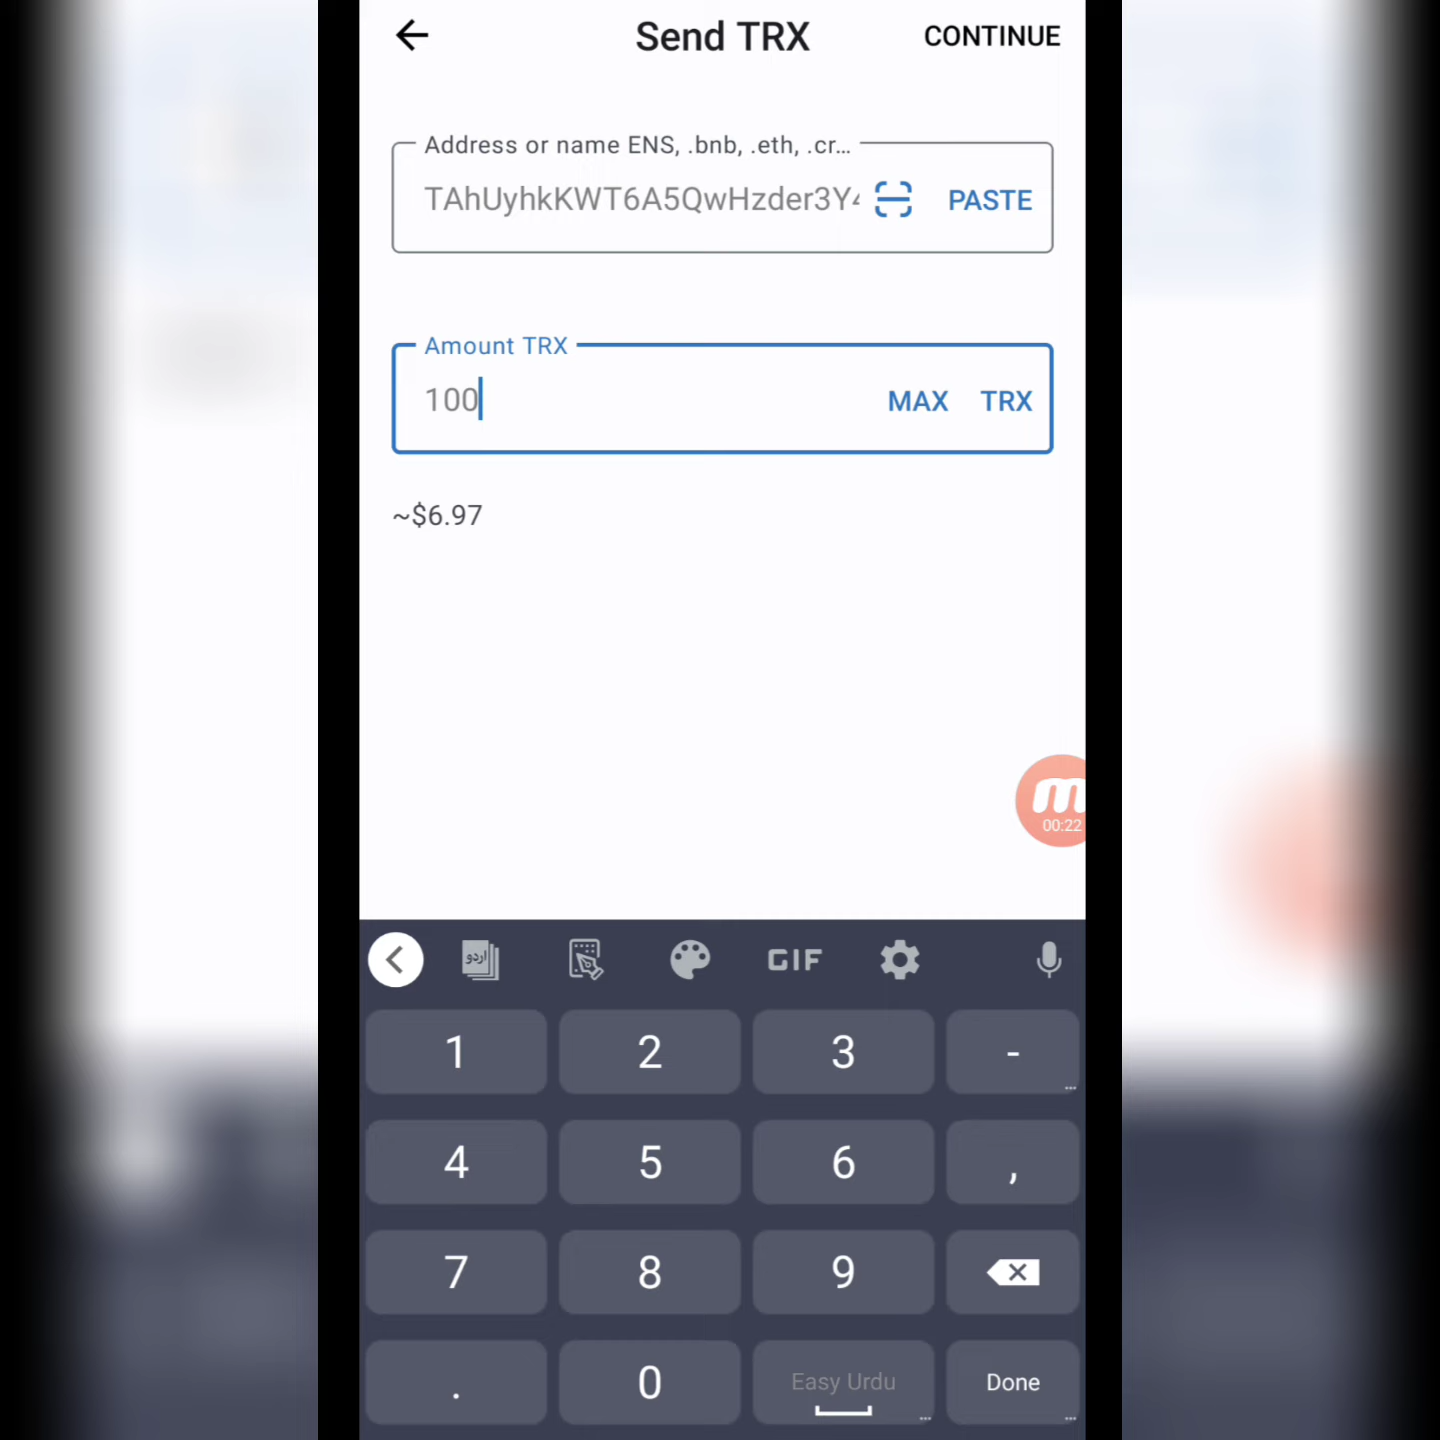 Send TRX
CONTINUE
Address or name ENS, .bnb, .eth, .cr...
TAhUyhkKWT6A5QwHzder3Y
PASTE
Amount TRX
100
MAX
TRX
~$6.97
m
00:22
اردو
GIF
1
2
3
-
4
5
6
,
7
8
9
.
0
Easy Urdu
Done